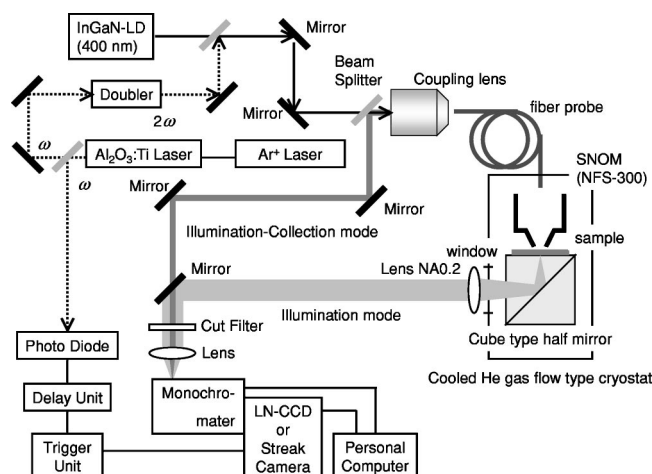 InGaN-LD
(400 nm)
Mirror
Beam
Splitter
Coupling lens
Doubler
2ω
Mirror
fiber probe
ω
Al₂O₃:Ti Laser
Ar⁺ Laser
ω
SNOM
(NFS-300)
Mirror
Mirror
Illumination-Collection mode
sample
window
Mirror
Lens NA0.2
Illumination mode
Cut Filter
Cube type half mirror
Photo Diode
Lens
Cooled He gas flow type cryostat
Monochro-
mater
Delay Unit
LN-CCD
or
Streak
Camera
Trigger
Unit
Personal
Computer